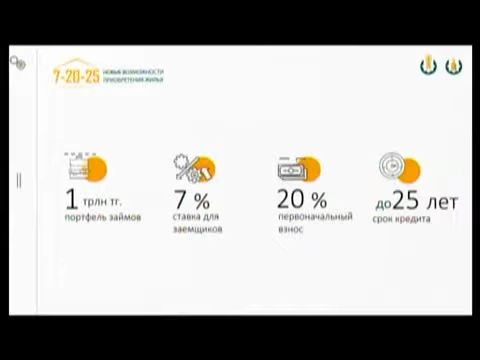 7-20-25
НОВЫЕ ВОЗМОЖНОСТИ
ПРИОБРЕТЕНИЯ ЖИЛЬЯ
1 трлн тг.
портфель займов
7 %
ставка для
заемщиков
20 %
первоначальный
взнос
до 25 лет
срок кредита